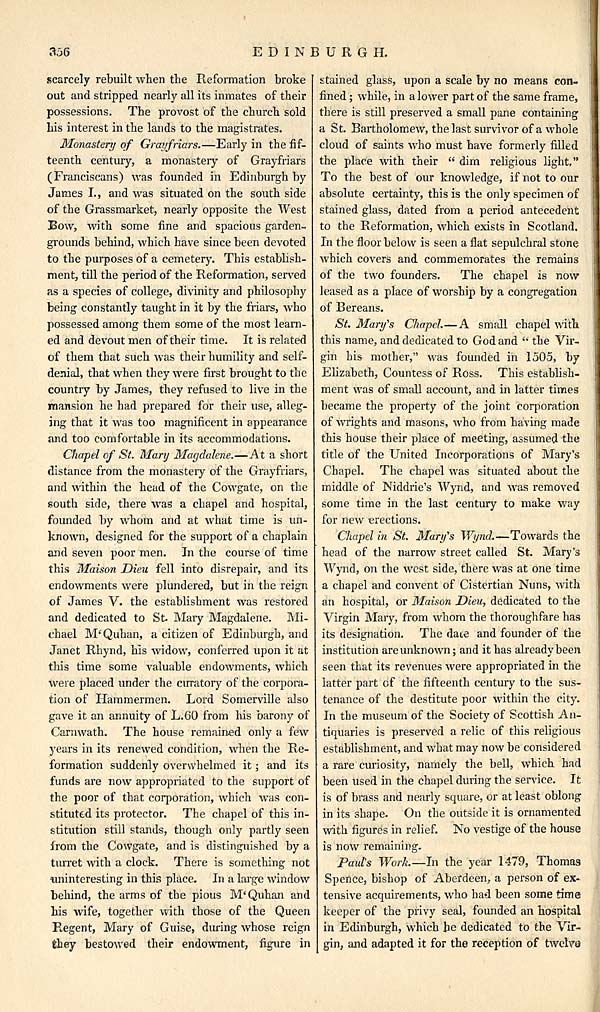 356
EDINBURGH.
scarcely rebuilt when the Reformation broke
out and stripped nearly all its inmates of their
possessions. The provost of the church sold
his interest in the lands to the magistrates.
Monastery of Grayfriars.—Early in the fif-
teenth century, a monastery of Grayfriars
(Franciscans) was founded in Edinburgh by
James I., and was situated on the south side
of the Grassmarket, nearly opposite the West
Bow, with some fine and spacious garden-
grounds behind, which have since been devoted
to the purposes of a cemetery. This establish-
ment, till the period of the Reformation, served
as a species of college, divinity and philosophy
being constantly taught in it by the friars, who
possessed among them some of the most learn-
ed and devout men of their time. It is related
of them that such was their humility and self-
denial, that when they were first brought to the
country by James, they refused to live in the
mansion he had prepared for their use, alleg-
ing that it was too magnificent in appearance
and too comfortable in its accommodations.
Chapel of St. Mary Magdalene.—At a short
distance from the monastery of the Grayfriars,
and within the head of the Cowgate, on the
south side, there was a chapel and hospital,
founded by whom and at what time is un-
known, designed for the support of a chaplain
and seven poor men. In the course of time
this Maison Dieu fell into disrepair, and its
endowments were plundered, but in the reign
of James V. the establishment was restored
and dedicated to St. Mary Magdalene. Mi-
chael M'Quhan, a citizen of Edinburgh, and
Janet Rhynd, his widow, conferred upon it at
this time some valuable endowments, which
were placed under the curatory of the corpora-
tion of Hammermen. Lord Somerville also
gave it an annuity of L.60 from his barony of
Carnwath. The house remained only a few
years in its renewed condition, when the Re-
formation suddenly overwhelmed it; and its
funds are now appropriated to the support of
the poor of that corporation, which was con-
stituted its protector. The chapel of this in-
stitution still stands, though only partly seen
from the Cowgate, and is distinguished by a
turret with a clock. There is something not
uninteresting in this place. In a large window
behind, the arms of the pious M'Quhan and
his wife, together with those of the Queen
Regent, Mary of Guise, during whose reign
they bestowed their endowment, figure in
stained glass, upon a scale by no means con-
fined; while, in a lower part of the same frame,
there is still preserved a small pane containing
a St. Bartholomew, the last survivor of a whole
cloud of saints who must have formerly filled
the place with their " dim religious light."
To the best of our knowledge, if not to our
absolute certainty, this is the only specimen of
stained glass, dated from a period antecedent
to the Reformation, which exists in Scotland.
In the floor below is seen a flat sepulchral stone
which covers and commemorates the remains
of the two founders. The chapel is now
leased as a place of worship by a congregation
of Bereans.
St. Mary's Chapel.—A small chapel with
this name, and dedicated to God and " the Vir-
gin his mother," was founded in 1505, by
Elizabeth, Countess of Ross. This establish-
ment was of small account, and in latter times
became the property of the joint corporation
of wrights and masons, who from having made
this house their place of meeting, assumed the
title of the United Incorporations of Mary's
Chapel. The chapel was situated about the
middle of Niddrie's Wynd, and was removed
some time in the last century to make way
for new erections.
Chapel in St. Mary's Wynd.—Towards the
head of the narrow street called St. Mary's
Wynd, on the west side, there was at one time
a chapel and convent of Cistertian Nuns, with
an hospital, or Maison Dieu, dedicated to the
Virgin Mary, from whom the thoroughfare has
its designation. The date and founder of the
institution are unknown; and it has already been
seen that its revenues were appropriated in the
latter part of the fifteenth century to the sus-
tenance of the destitute poor within the city.
In the museum of the Society of Scottish An-
tiquaries is preserved a relic of this religious
establishment, and what may now be considered
a rare curiosity, namely the bell, which had
been used in the chapel during the service. It
is of brass and nearly square, or at least oblong
in its shape. On the outside it is ornamented
with figures in relief. No vestige of the house
is now remaining.
Paul's Work.—In the year 1479, Thomas
Spence, bishop of Aberdeen, a person of ex-
tensive acquirements, who had been some time
keeper of the privy seal, founded an hospital
in Edinburgh, which he dedicated to the Vir-
gin, and adapted it for the reception of twelve